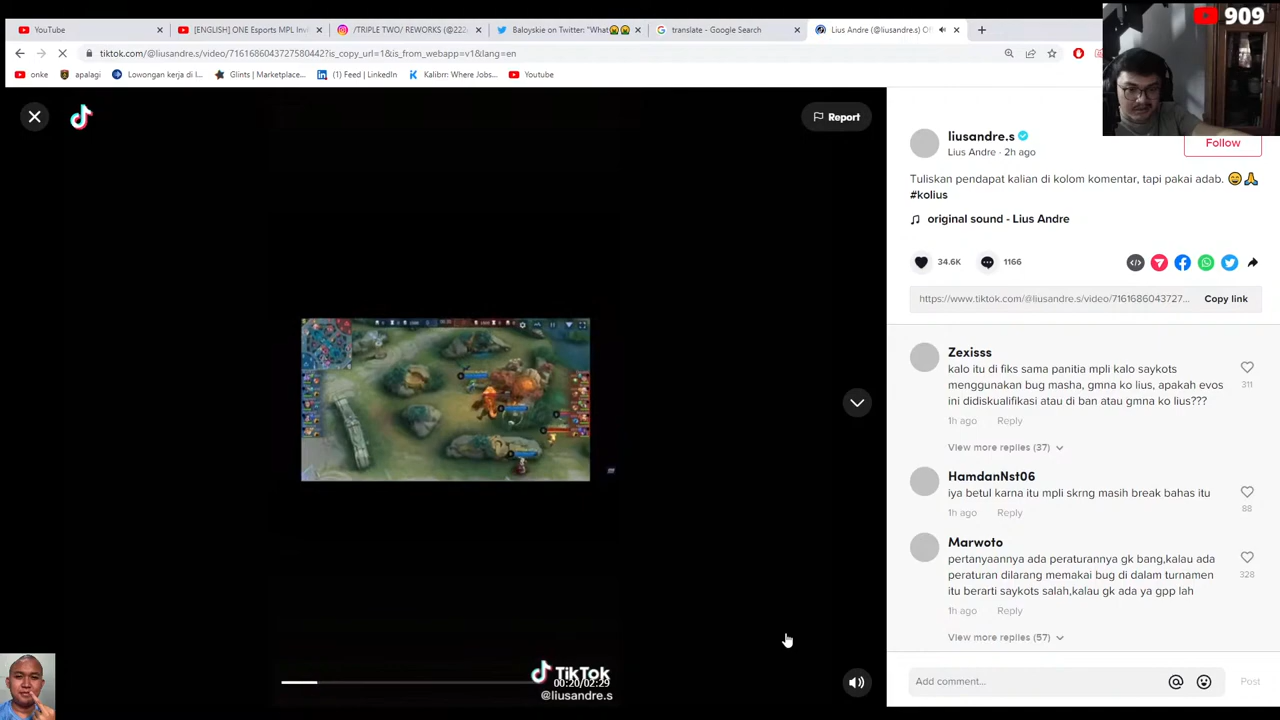 YouTube
[ENGLISH] ONE Esports MPL Inv
/TRIPLE TWO/ REWORKS (@222
Baloyskie on Twitter: "What
translate - Google Search
Lius Andre (@liusandre.s) O
909
tiktok.com/@liusandre.s/video/7161686043727580442?is_copy_url=1&is_from_webapp=v1&lang=en
onke
apalagi
Lowongan kerja di I...
Glints | Marketplace...
(1) Feed | LinkedIn
Kalibrr: Where Jobs...
Youtube
Report
liusandre.s
Lius Andre · 2h ago
Follow
Tuliskan pendapat kalian di kolom komentar, tapi pakai adab. 😄🙏
#kolius
original sound - Lius Andre
34.6K
1166
https://www.tiktok.com/@liusandre.s/video/716168604372​7...
Copy link
Zexisss
kalo itu di fiks sama panitia mpli kalo saykots
menggunakan bug masha, gmna ko lius, apakah evos
ini didiskualifikasi atau di ban atau gmna ko lius???
311
1h ago Reply
View more replies (37)
HamdanNst06
iya betul karna itu mpli skrng masih break bahas itu
88
1h ago Reply
Marwoto
pertanyaannya ada peraturannya gk bang,kalau ada
peraturan dilarang memakai bug di dalam turnamen
itu berarti saykots salah,kalau gk ada ya gpp lah
328
1h ago Reply
View more replies (57)
TikTok
00:20/02:29
@liusandre.s
Add comment...
Post